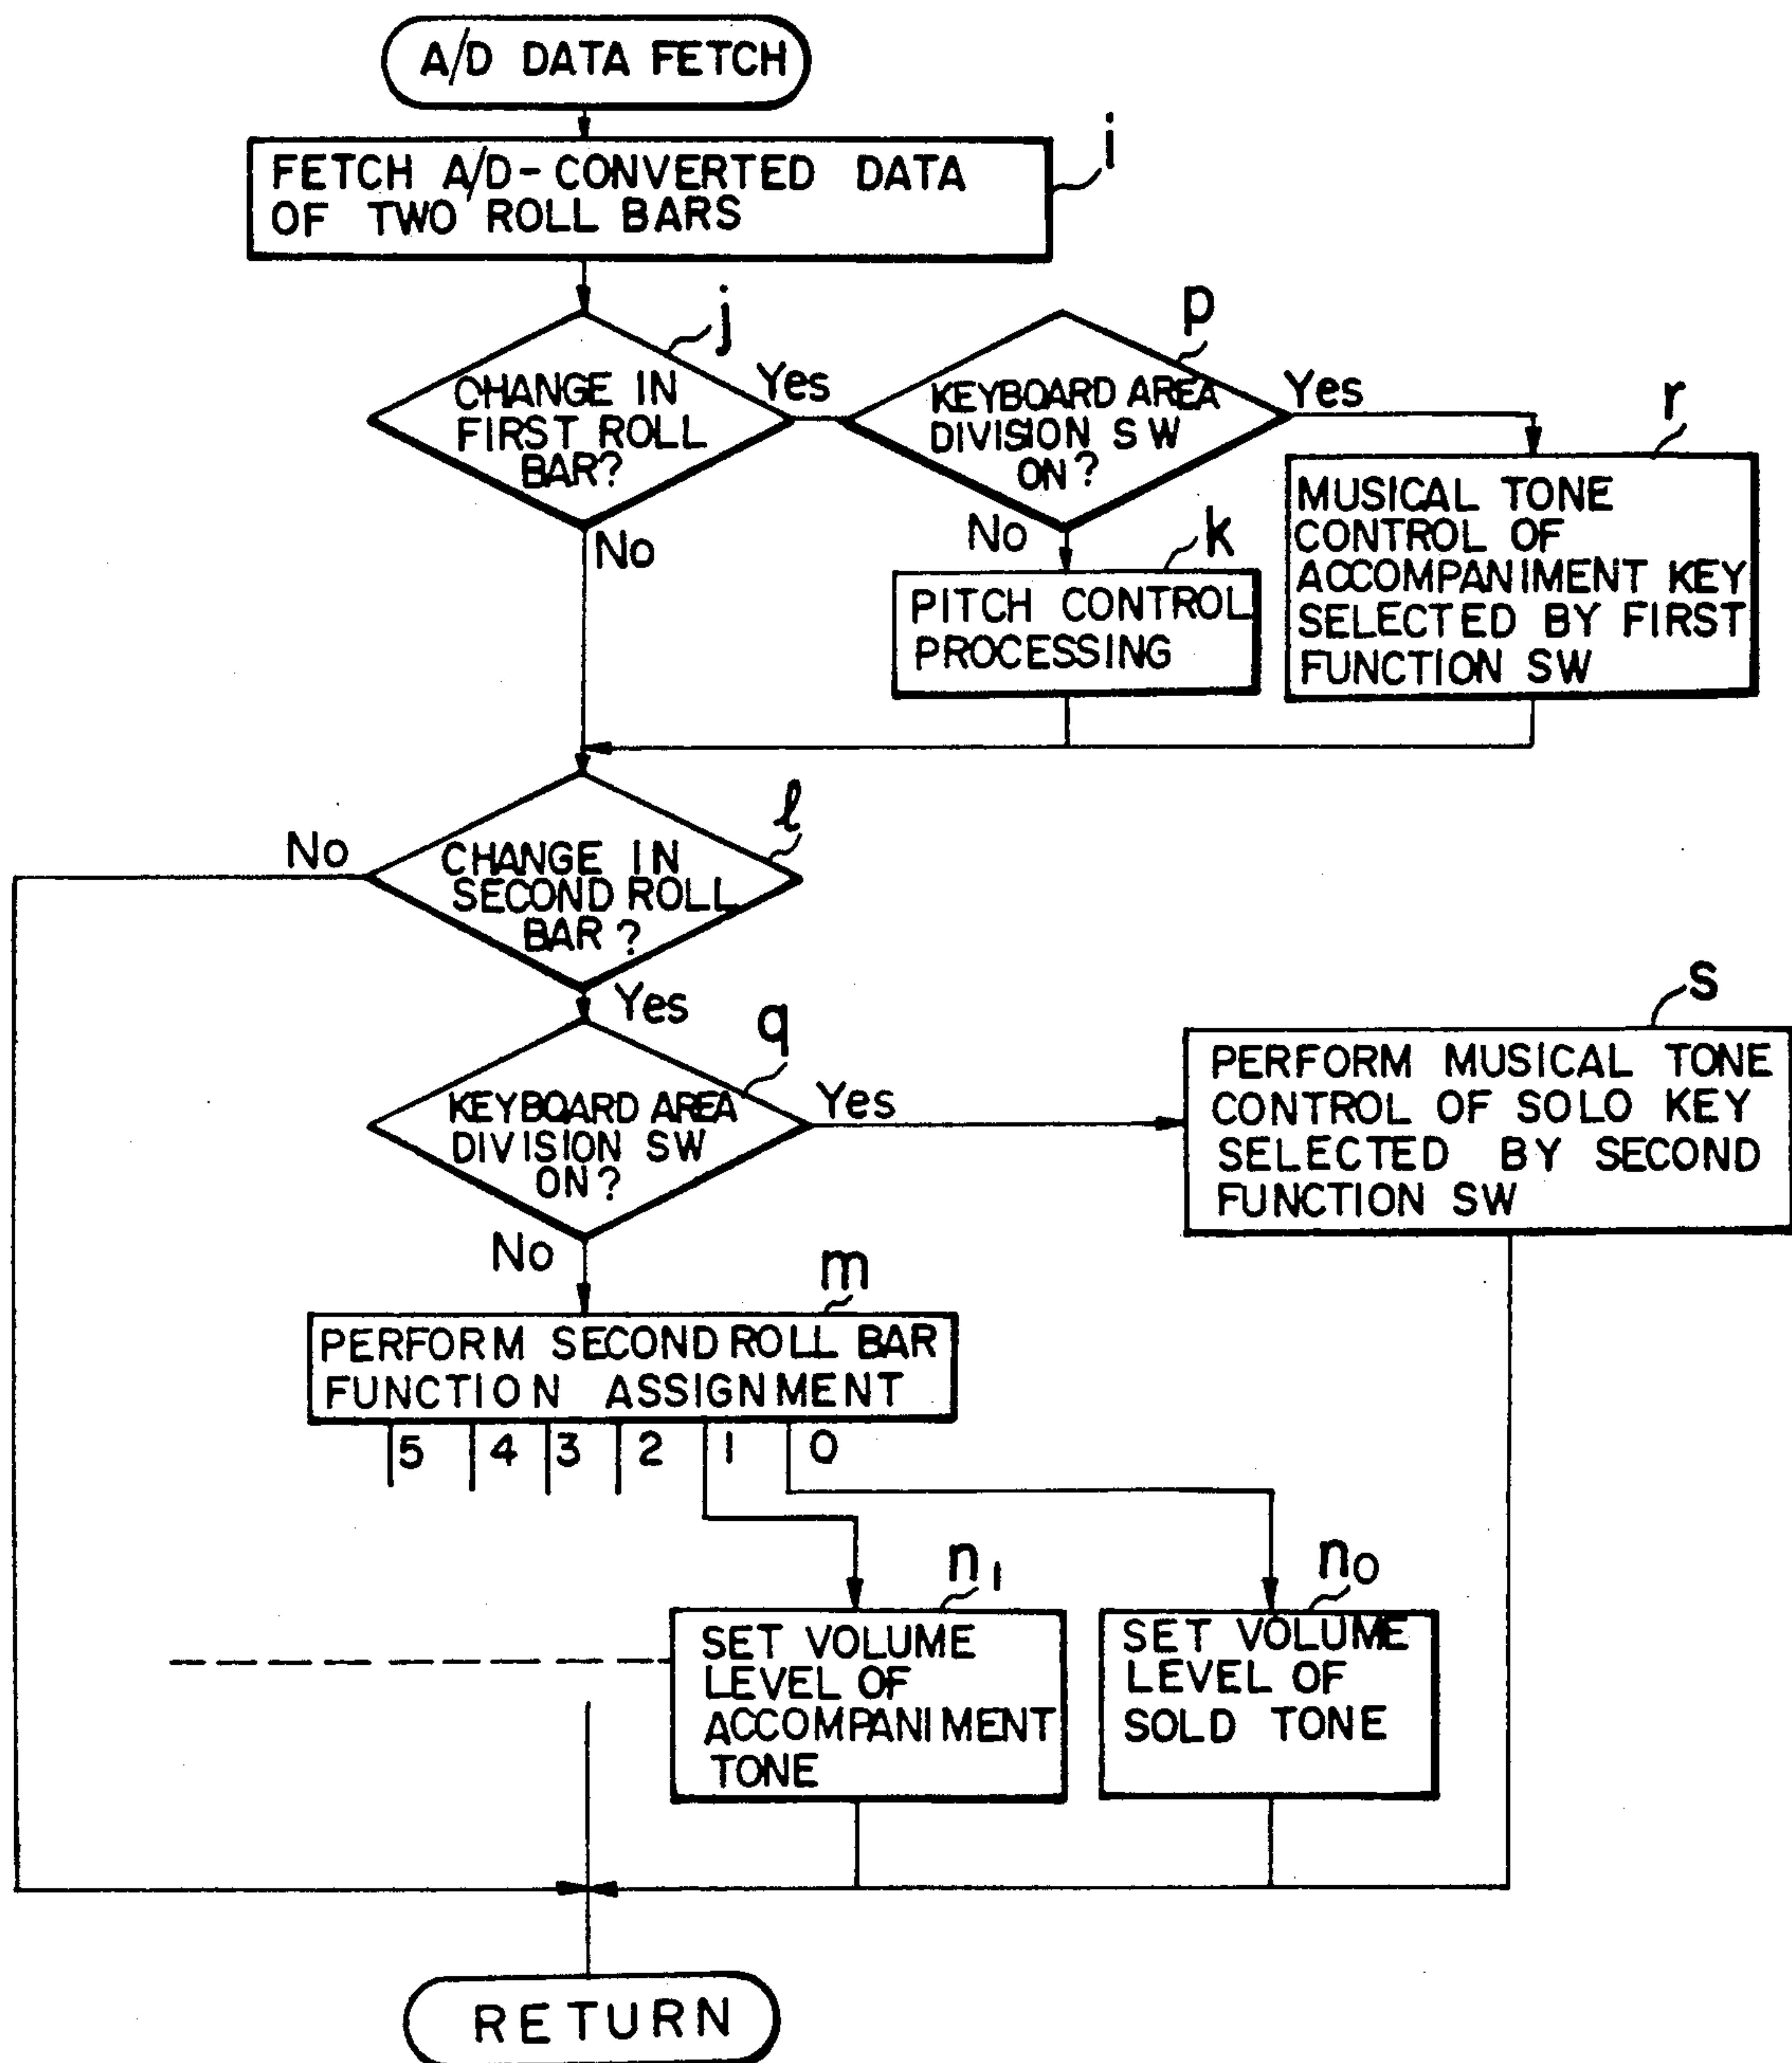 A/D DATA FETCH
FETCH A/D-CONVERTED DATA
OF TWO ROLL BARS
i
j
CHANGE IN
FIRST ROLL
BAR?
Yes
No
p
KEYBOARD AREA
DIVISION SW
ON?
Yes
No
k
PITCH CONTROL
PROCESSING
r
MUSICAL TONE
CONTROL OF
ACCOMPANIMENT KEY
SELECTED BY FIRST
FUNCTION SW
l
CHANGE IN
SECOND ROLL
BAR?
No
Yes
q
KEYBOARD AREA
DIVISION SW
ON?
Yes
No
s
PERFORM MUSICAL TONE
CONTROL OF SOLO KEY
SELECTED BY SECOND
FUNCTION SW
m
PERFORM SECOND ROLL BAR
FUNCTION ASSIGNMENT
5 4 3 2 1 0
n1
SET VOLUME
LEVEL OF
ACCOMPANIMENT
TONE
n0
SET VOLUME
LEVEL OF
SOLD TONE
RETURN